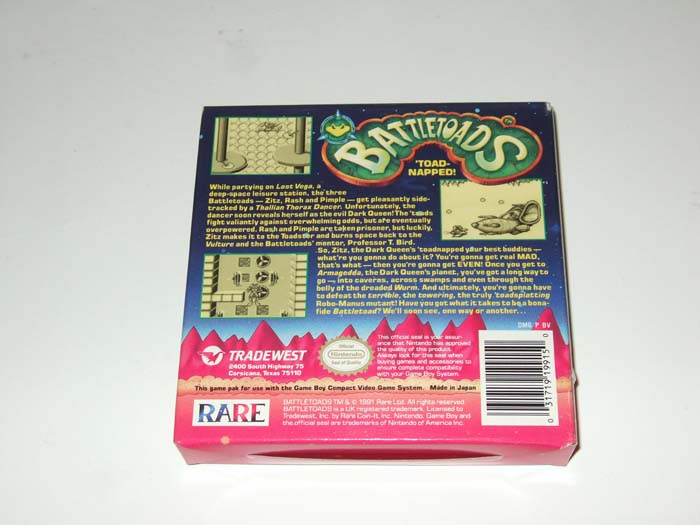 BATTLETOADS
'TOAD-
NAPPED!
While partying on Lost Vega, a
deep-space leisure station, the three
Battletoads — Zitz, Rash and Pimple — get pleasantly side-
tracked by a Thallian Thorax Dancer. Unfortunately, the
dancer soon reveals herself as the evil Dark Queen! The 'toads
fight valiantly against overwhelming odds, but are eventually
overpowered. Rash and Pimple are taken prisoner, but luckily,
Zitz makes it to the Toadster and burns space back to the
Vulture and the Battletoads' mentor, Professor T. Bird.
So, Zitz, the Dark Queen's 'toadnapped your best buddies —
what're you gonna do about it? You're gonna get real MAD,
that's what — then you're gonna get EVEN! Once you get to
Armagedda, the Dark Queen's planet, you've got a long way to
go — into caverns, across swamps and even through the
belly of the dreaded Wurm. And ultimately, you're gonna have
to defeat the terrible, the towering, the truly 'toadsplatting
Robo-Manus mutant! Have you got what it takes to be a bona-
fide Battletoad? We'll soon see, one way or another...
DMG P BV
TRADEWEST
2400 South Highway 75
Corsicana, Texas 75110
Official
Nintendo
Seal of Quality
This official seal is your assur-
ance that Nintendo has approved
the quality of this product.
Always look for this seal when
buying games and accessories to
ensure complete compatibility
with your Game Boy System.
This game pak for use with the Game Boy Compact Video Game System. Made in Japan
RARE
BATTLETOADS TM & © 1991 Rare Ltd. All rights reserved
BATTLETOADS is a UK registered trademark. Licensed to
Tradewest, Inc. by Rare Coin-It, Inc. Nintendo, Game Boy and
the official seal are trademarks of Nintendo of America Inc.
0 31719 19915 0